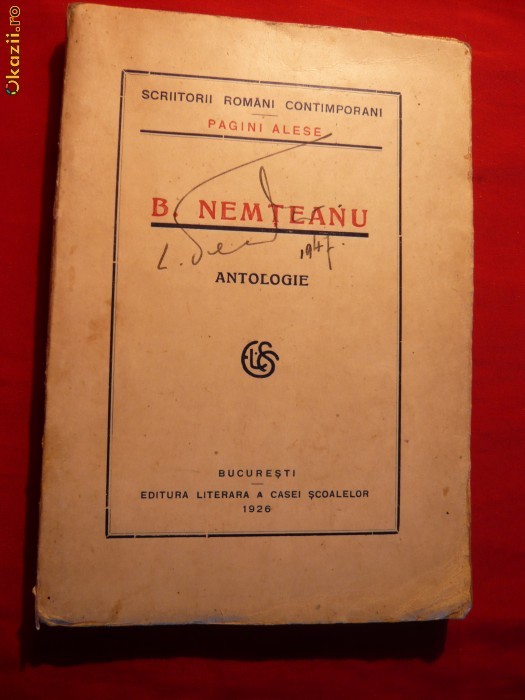 Okazii.ro
SCRIITORII ROMÂNI CONTIMPORANI
PAGINI ALESE
B. NEMȚEANU
1947.
ANTOLOGIE
BUCUREȘTI
EDITURA LITERARA A CASEI ȘCOALELOR
1926